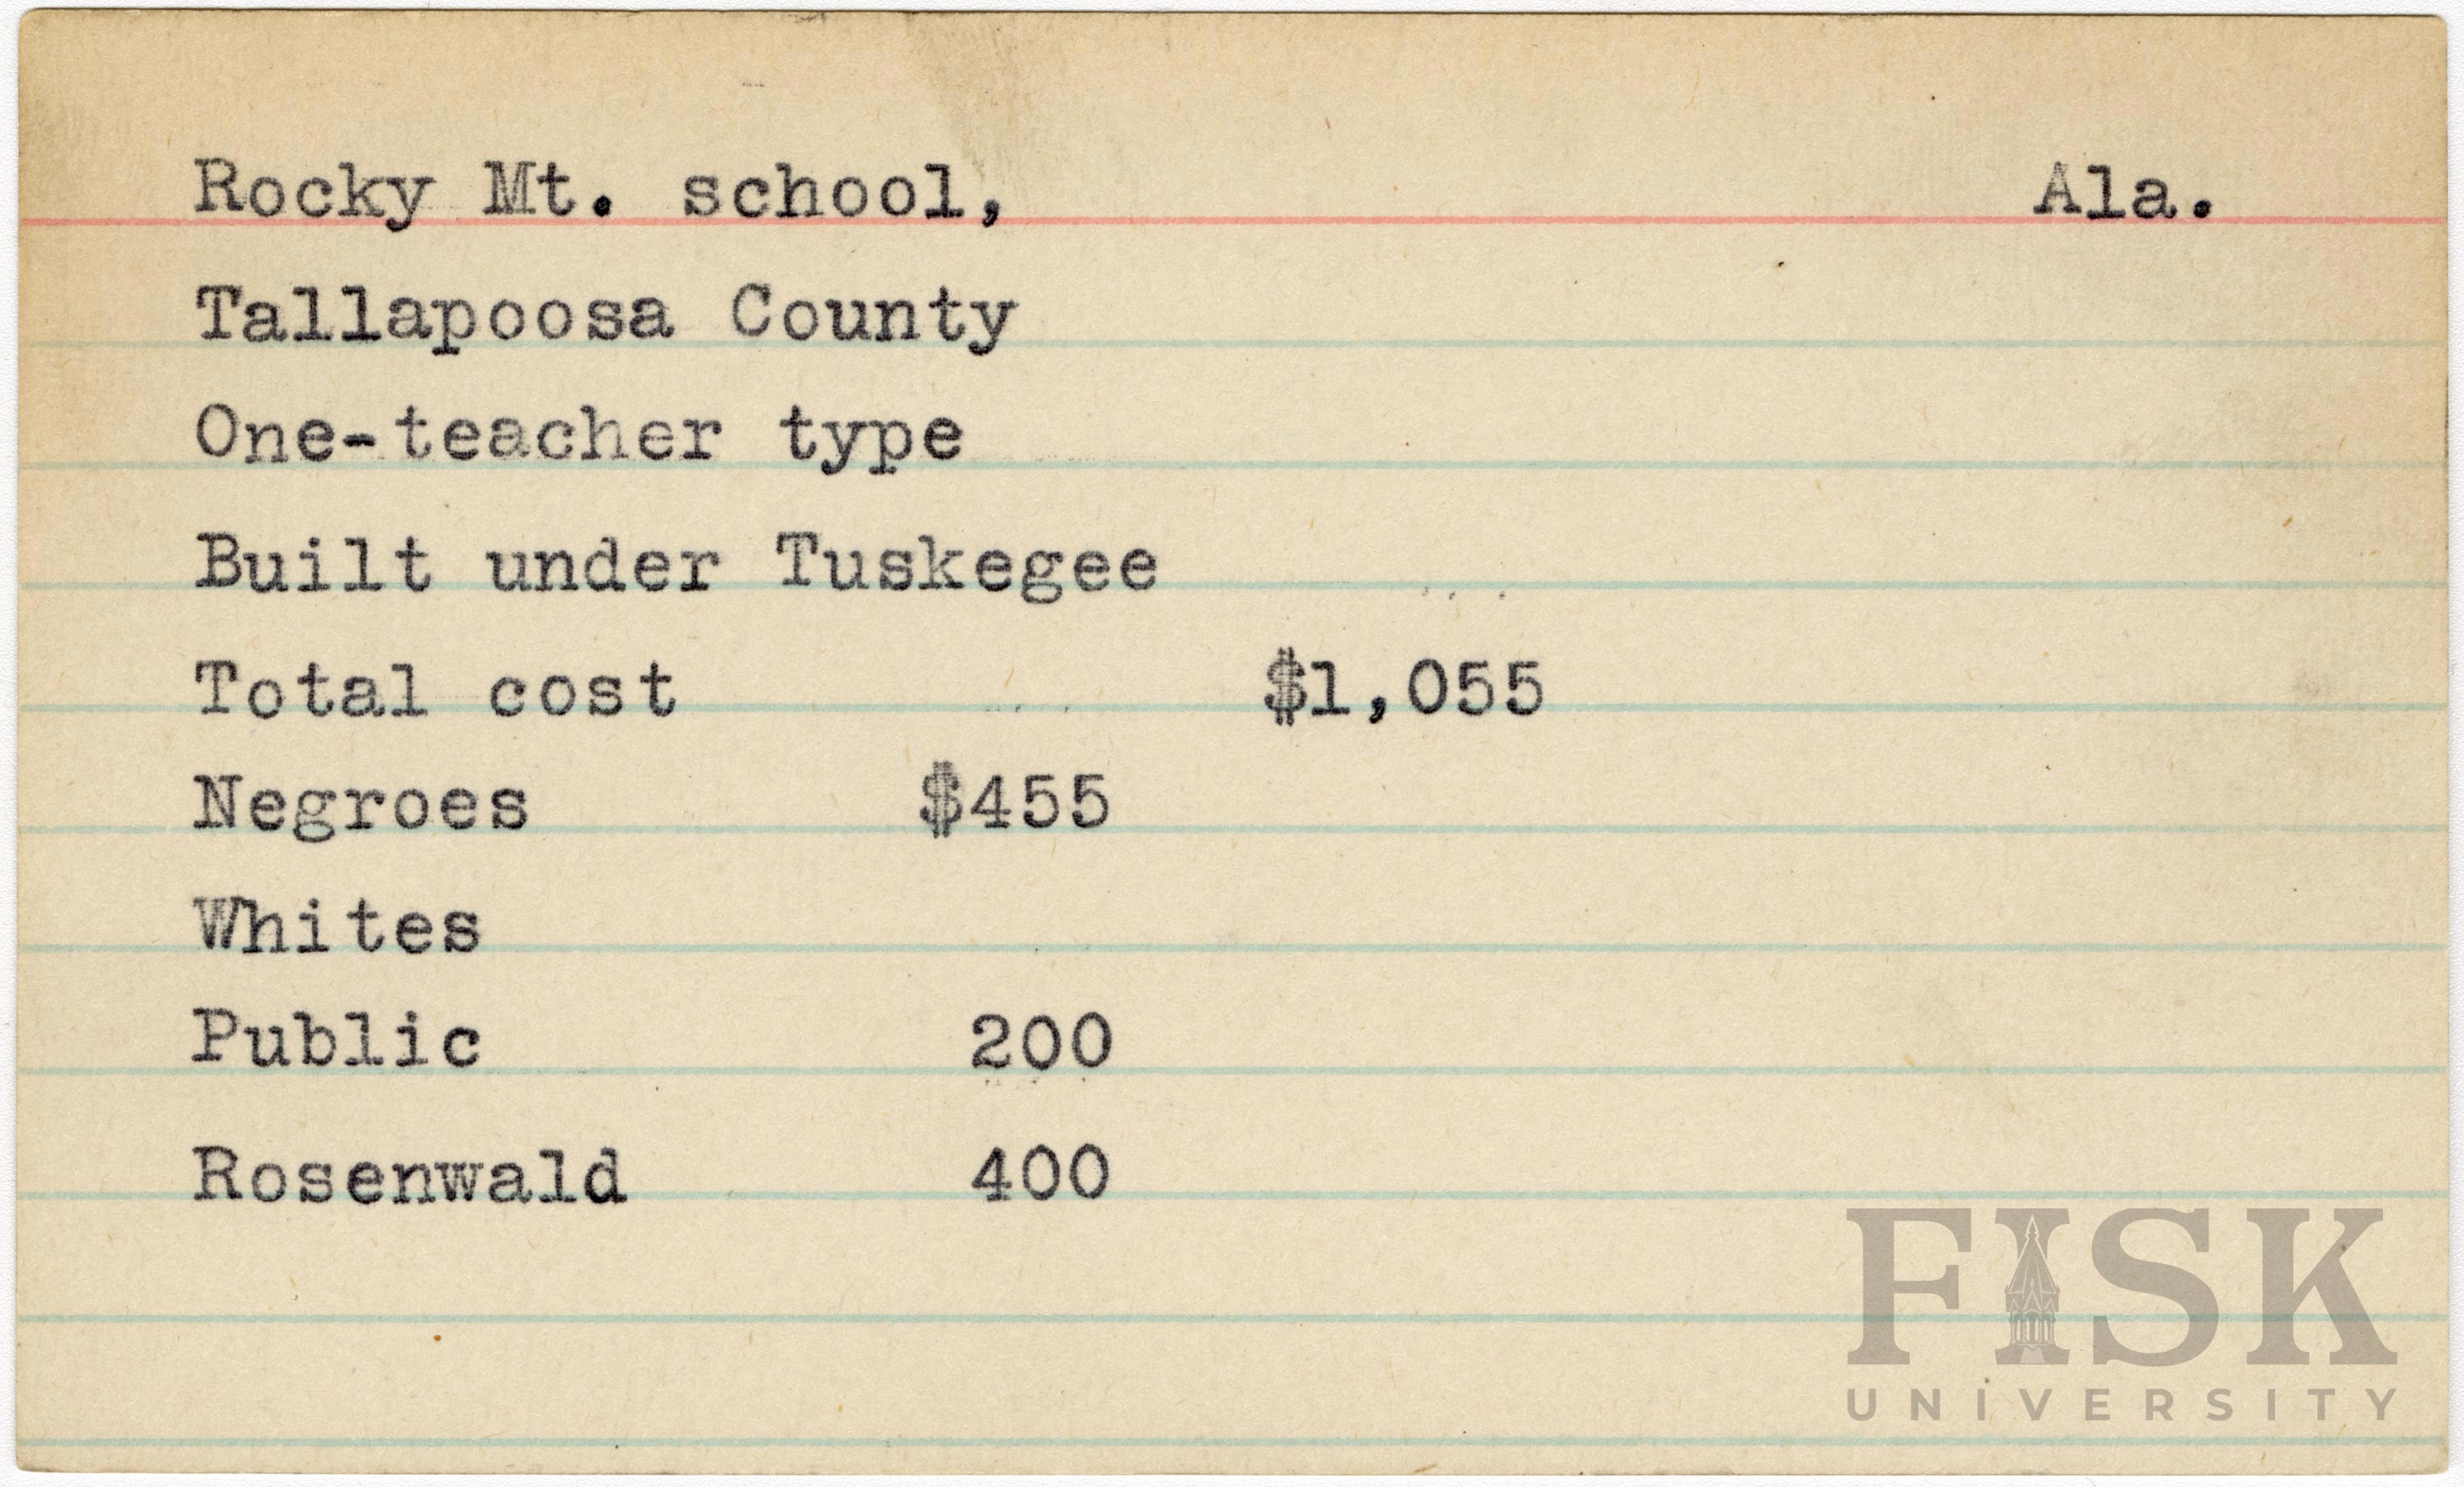 Rocky Mt. school, Ala.
Tallapoosa County
One-teacher type
Built under Tuskegee
Total cost $1,055
Negroes $455
Whites
Public 200
Rosenwald 400
FISK
UNIVERSITY